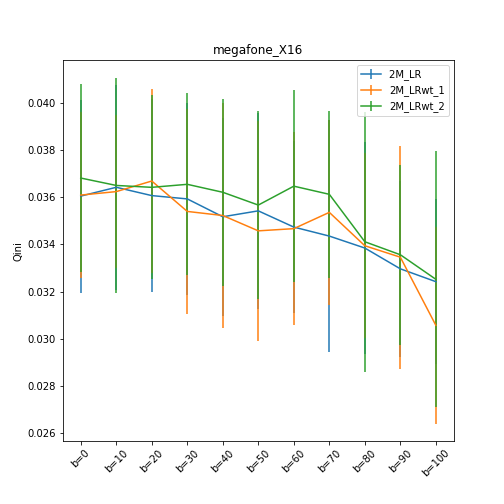 megafone_X16
2M_LR
2M_LRwt_1
2M_LRwt_2
Qini
0.040
0.038
0.036
0.034
0.032
0.030
0.028
0.026
b=0
b=10
b=20
b=30
b=40
b=50
b=60
b=70
b=80
b=90
b=100